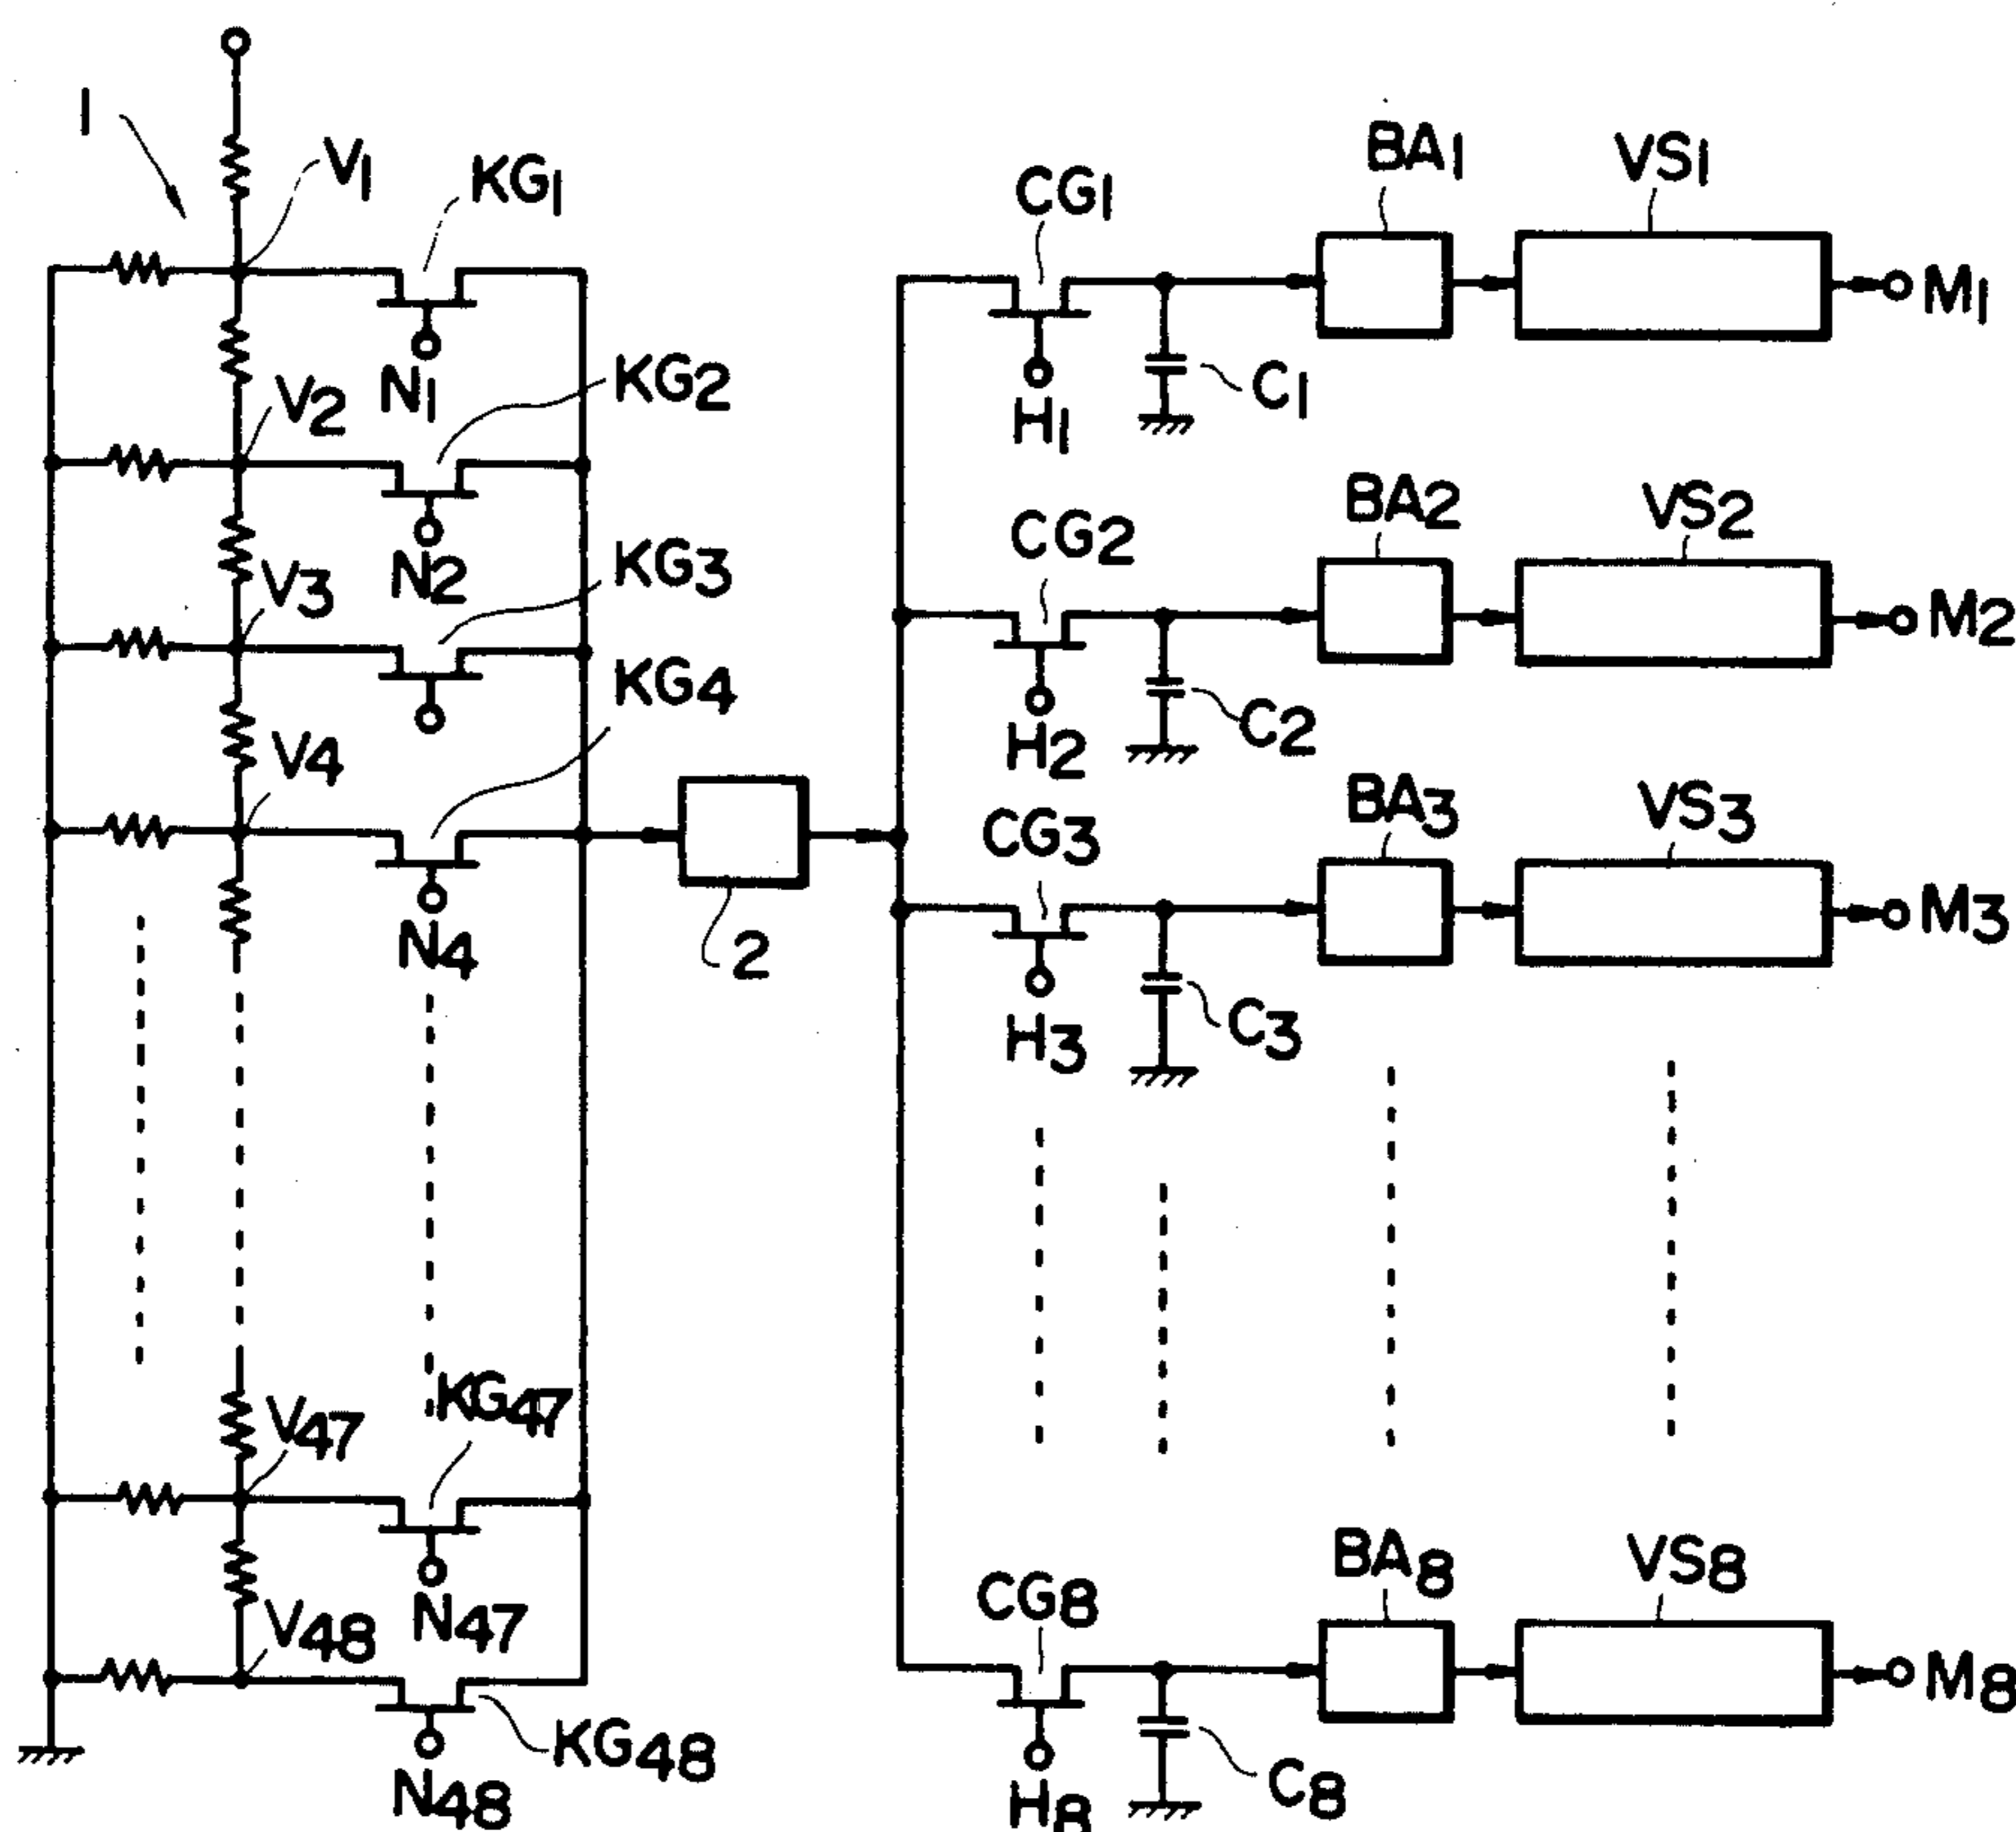 1
V1
KG1
N1
V2
KG2
N2
V3
KG3
V4
KG4
N4
2
V47
KG47
N47
V48
KG48
N48
CG1
H1
C1
BA1
VS1
M1
CG2
H2
C2
BA2
VS2
M2
CG3
H3
C3
BA3
VS3
M3
CG8
H8
C8
BA8
VS8
M8